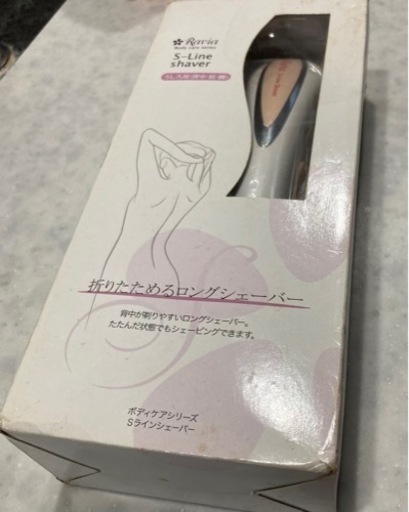 Ravia
Body care series
S-Line
shaver
折りたためるロングシェーバー
背中が剃りやすいロングシェーバー。
たたんだ状態でもシェービングできます。
ボディケアシリーズ
Sラインシェーバー